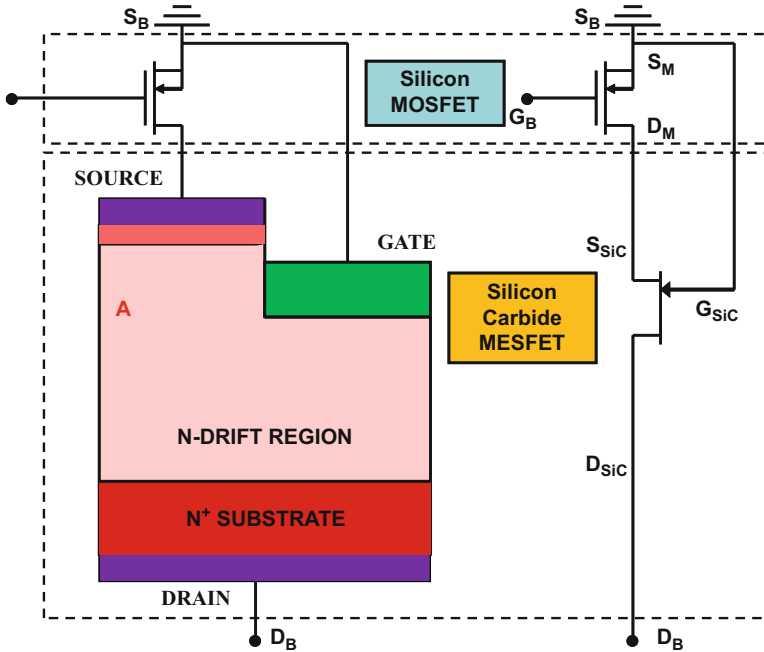 S_B
S_B
Silicon
MOSFET
S_M
G_B
D_M
SOURCE
GATE
S_SiC
A
Silicon
Carbide
MESFET
G_SiC
N-DRIFT REGION
D_SiC
N⁺ SUBSTRATE
DRAIN
D_B
D_B